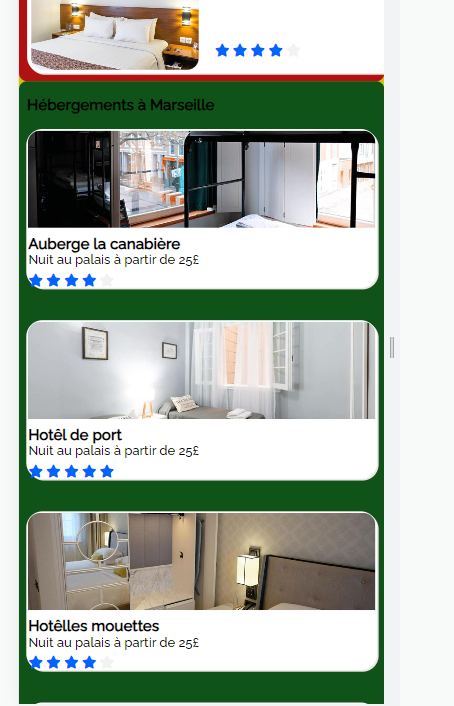 Hébergements à Marseille
Auberge la canabière
Nuit au palais à partir de 25£
Hotêl de port
Nuit au palais à partir de 25£
Hotêlles mouettes
Nuit au palais à partir de 25£